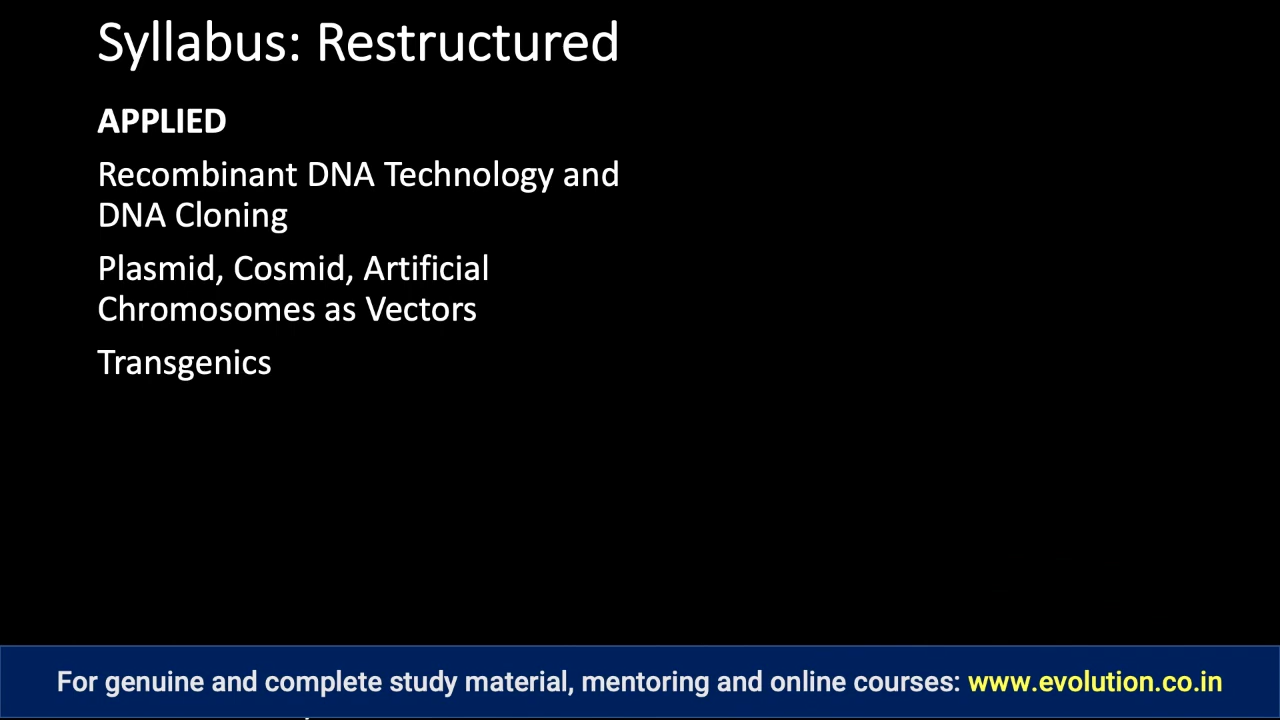 Syllabus: Restructured
APPLIED
Recombinant DNA Technology and
DNA Cloning
Plasmid, Cosmid, Artificial
Chromosomes as Vectors
Transgenics
For genuine and complete study material, mentoring and online courses: www.evolution.co.in